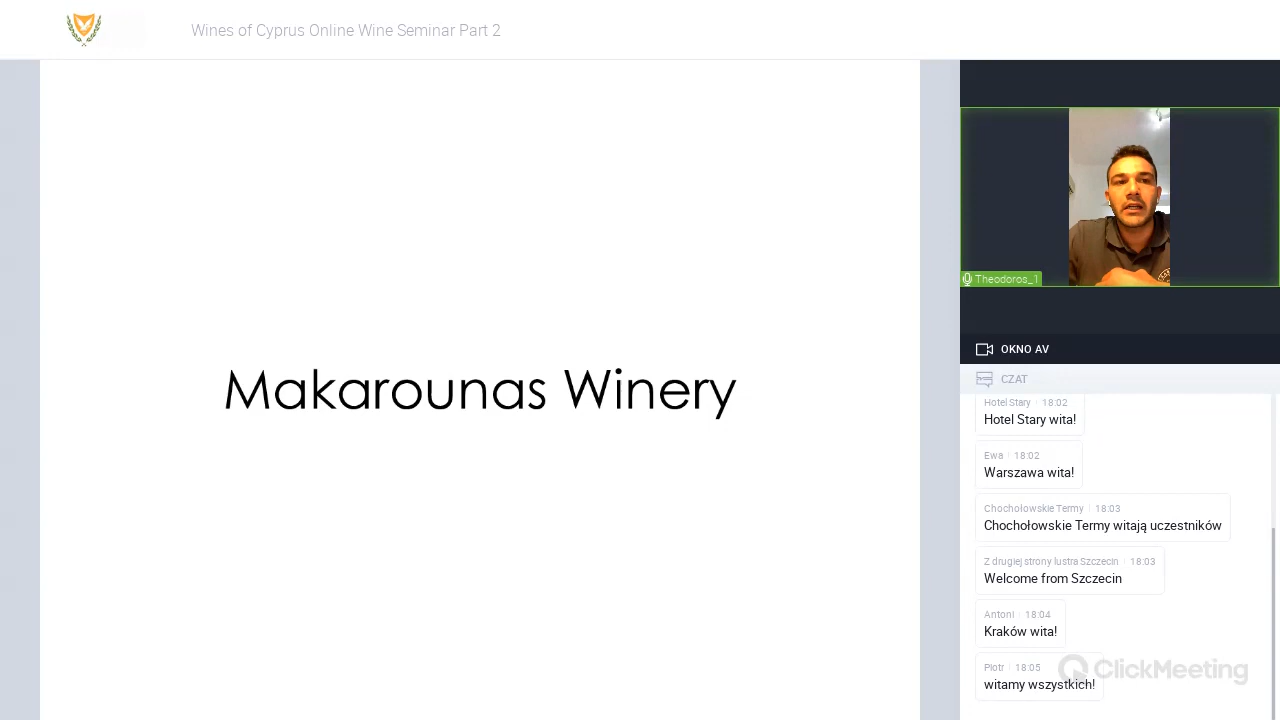 Wines of Cyprus Online Wine Seminar Part 2
Makarounas Winery
Theodoros_1
OKNO AV
CZAT
Hotel Stary 18:02
Hotel Stary wita!
Ewa 18:02
Warszawa wita!
Chochołowskie Termy 18:03
Chochołowskie Termy witają uczestników
Z drugiej strony lustra Szczecin 18:03
Welcome from Szczecin
Antoni 18:04
Kraków wita!
Piotr 18:05
witamy wszystkich!
ClickMeeting